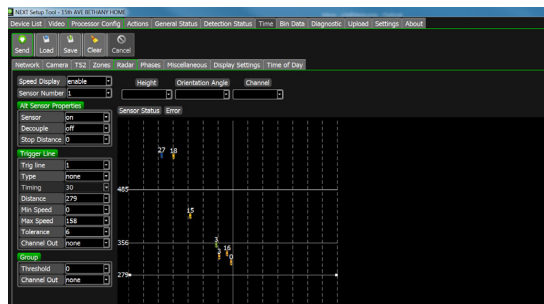 NEXT Setup Tool - 15th AVE BETHANY HOME
Device List Video Processor Config Actions General Status Detection Status Time Bin Data Diagnostic Upload Settings About
Send Load Save Clear Cancel
Network Camera TS2 Zones Radar Phases Miscellaneous Display Settings Time of Day
Speed Display enable Height Orientation Angle Channel
Sensor Number 1
Alt Sensor Properties Sensor Status Error
Sensor on
Decouple off
Stop Distance 0
27 18
Trigger Line
Trig line 1
Type none
Timing 30
485
Distance 279
Min Speed 0
15
Max Speed 158
Tolerance 6
Channel Out none
3
356
16
2 0
Group
Threshold 0
279
Channel Out none